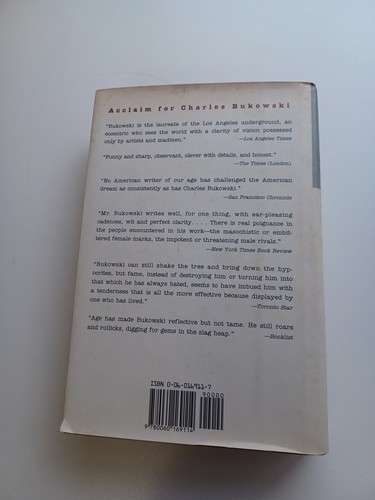 Acclaim for Charles Bukowski
"Bukowski is the laureate of the Los Angeles underground, an
eccentric who sees the world with a clarity of vision possessed
only by artists and madmen."
—Los Angeles Times
"Funny and sharp, observant, clever with details, and honest."
—The Times (London)
"No American writer of our age has challenged the American
dream as consistently as has Charles Bukowski."
—San Francisco Chronicle
"Mr. Bukowski writes well, for one thing, with ear-pleasing
cadences, wit and perfect clarity. . . . There is real poignance in
the people encountered in his work—the masochistic or embit-
tered female marks, the impotent or threatening male rivals."
—New York Times Book Review
"Bukowski can still shake the tree and bring down the hyp-
ocrites, but fame, instead of destroying him or turning him into
that which he has always hated, seems to have imbued him with
a tenderness that is all the more effective because displayed by
one who has lived."
—Toronto Star
"Age has made Bukowski reflective but not tame. He still roars
and rollicks, digging for gems in the slag heap."
—Booklist
ISBN 0-06-016911-7
90000
9 780060 169114